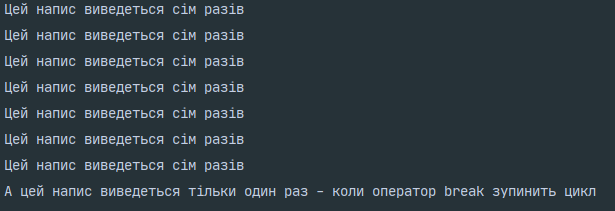 Цей напис виведеться сім разів
Цей напис виведеться сім разів
Цей напис виведеться сім разів
Цей напис виведеться сім разів
Цей напис виведеться сім разів
Цей напис виведеться сім разів
Цей напис виведеться сім разів
А цей напис виведеться тільки один раз – коли оператор break зупинить цикл